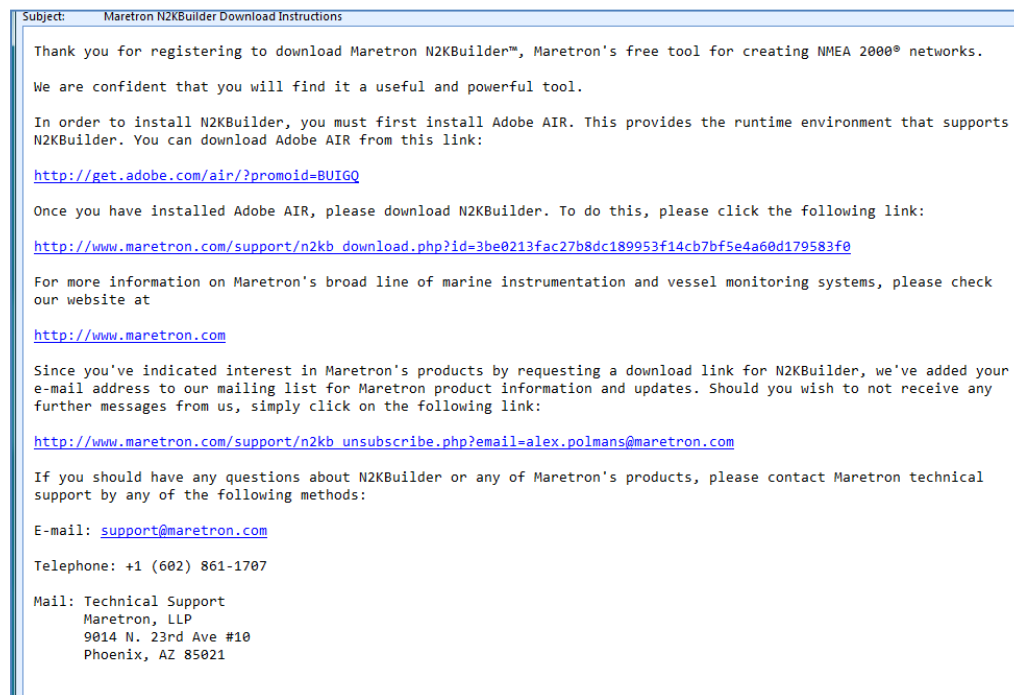 Subject: Maretron N2KBuilder Download Instructions
Thank you for registering to download Maretron N2KBuilder™, Maretron's free tool for creating NMEA 2000® networks.
We are confident that you will find it a useful and powerful tool.
In order to install N2KBuilder, you must first install Adobe AIR. This provides the runtime environment that supports
N2KBuilder. You can download Adobe AIR from this link:
http://get.adobe.com/air/?promoid=BUIGQ
Once you have installed Adobe AIR, please download N2KBuilder. To do this, please click the following link:
http://www.maretron.com/support/n2kb_download.php?id=3be0213fac27b8dc189953f14cb7bf5e4a60d179583f0
For more information on Maretron's broad line of marine instrumentation and vessel monitoring systems, please check
our website at
http://www.maretron.com
Since you've indicated interest in Maretron's products by requesting a download link for N2KBuilder, we've added your
e-mail address to our mailing list for Maretron product information and updates. Should you wish to not receive any
further messages from us, simply click on the following link:
http://www.maretron.com/support/n2kb_unsubscribe.php?email=alex.polmans@maretron.com
If you should have any questions about N2KBuilder or any of Maretron's products, please contact Maretron technical
support by any of the following methods:
E-mail: support@maretron.com
Telephone: +1 (602) 861-1707
Mail: Technical Support
Maretron, LLP
9014 N. 23rd Ave #10
Phoenix, AZ 85021